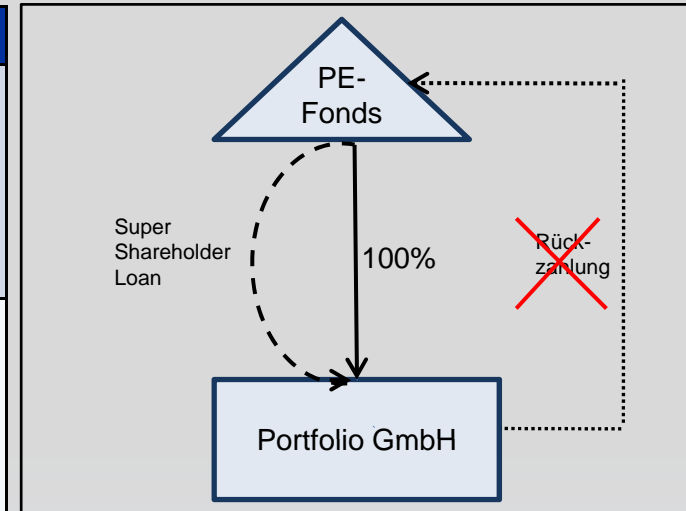 PE-
Fonds
Super
Shareholder
Loan
100%
Rück-
zahlung
Portfolio GmbH